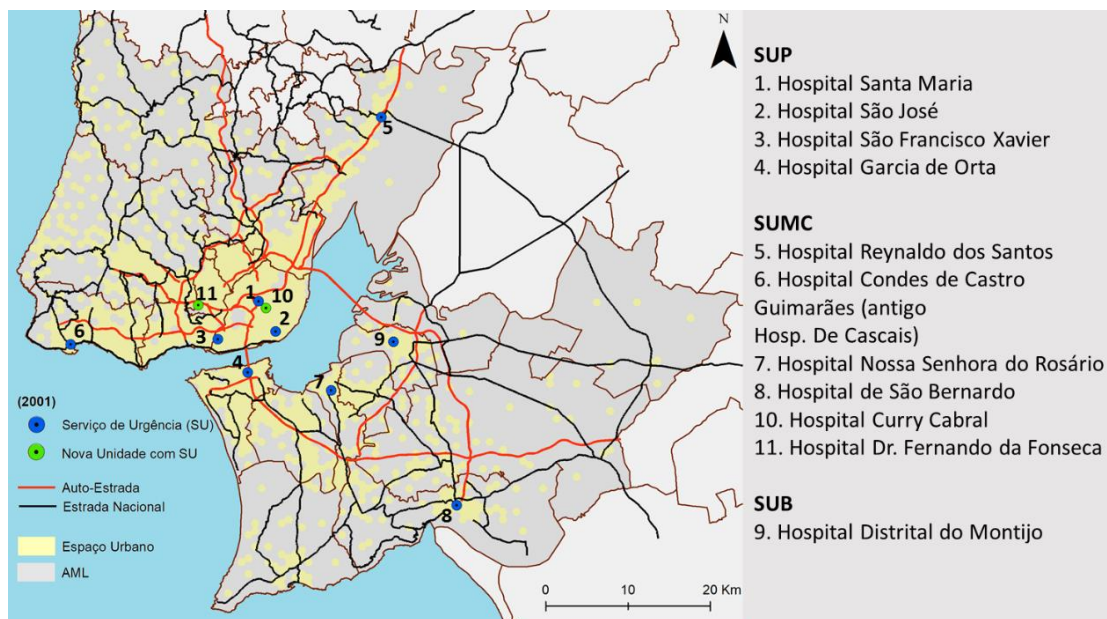 N
5
11
1
10
2
6
3
9
4
7
8
(2001)
Serviço de Urgência (SU)
Nova Unidade com SU
Auto-Estrada
Estrada Nacional
Espaço Urbano
AML
0 10 20 Km
SUP
1. Hospital Santa Maria
2. Hospital São José
3. Hospital São Francisco Xavier
4. Hospital Garcia de Orta
SUMC
5. Hospital Reynaldo dos Santos
6. Hospital Condes de Castro
Guimarães (antigo
Hosp. De Cascais)
7. Hospital Nossa Senhora do Rosário
8. Hospital de São Bernardo
10. Hospital Curry Cabral
11. Hospital Dr. Fernando da Fonseca
SUB
9. Hospital Distrital do Montijo